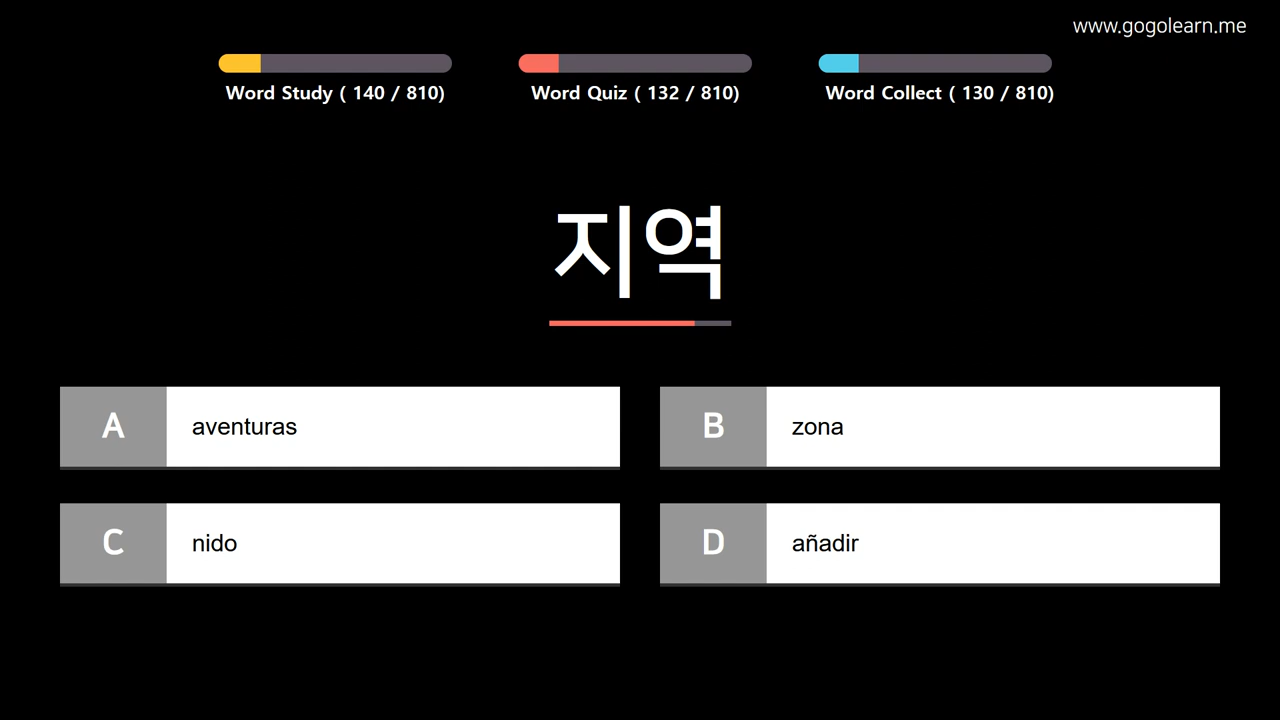 www.gogolearn.me
Word Study ( 140 / 810)
Word Quiz ( 132 / 810)
Word Collect ( 130 / 810)
지역
A
aventuras
B
zona
C
nido
D
añadir